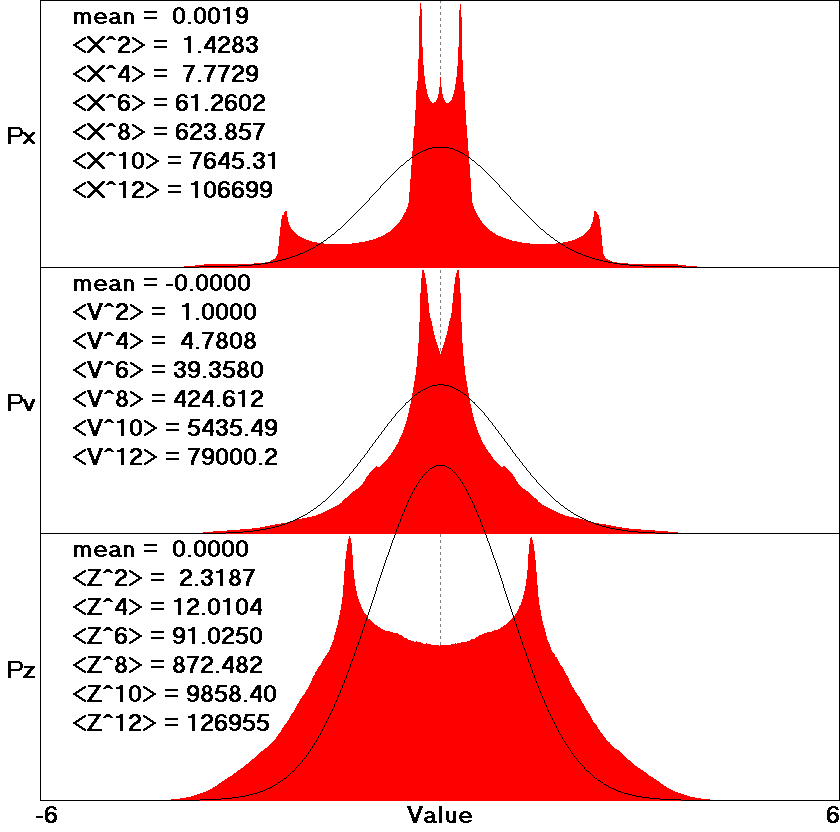 mean = 0.0019
<X^2> = 1.4283
<X^4> = 7.7729
<X^6> = 61.2602
<X^8> = 623.857
<X^10> = 7645.31
<X^12> = 106699
Px
mean = -0.0000
<V^2> = 1.0000
<V^4> = 4.7808
<V^6> = 39.3580
<V^8> = 424.612
<V^10> = 5435.49
<V^12> = 79000.2
Pv
mean = 0.0000
<Z^2> = 2.3187
<Z^4> = 12.0104
<Z^6> = 91.0250
<Z^8> = 872.482
<Z^10> = 9858.40
<Z^12> = 126955
Pz
-6 Value 6